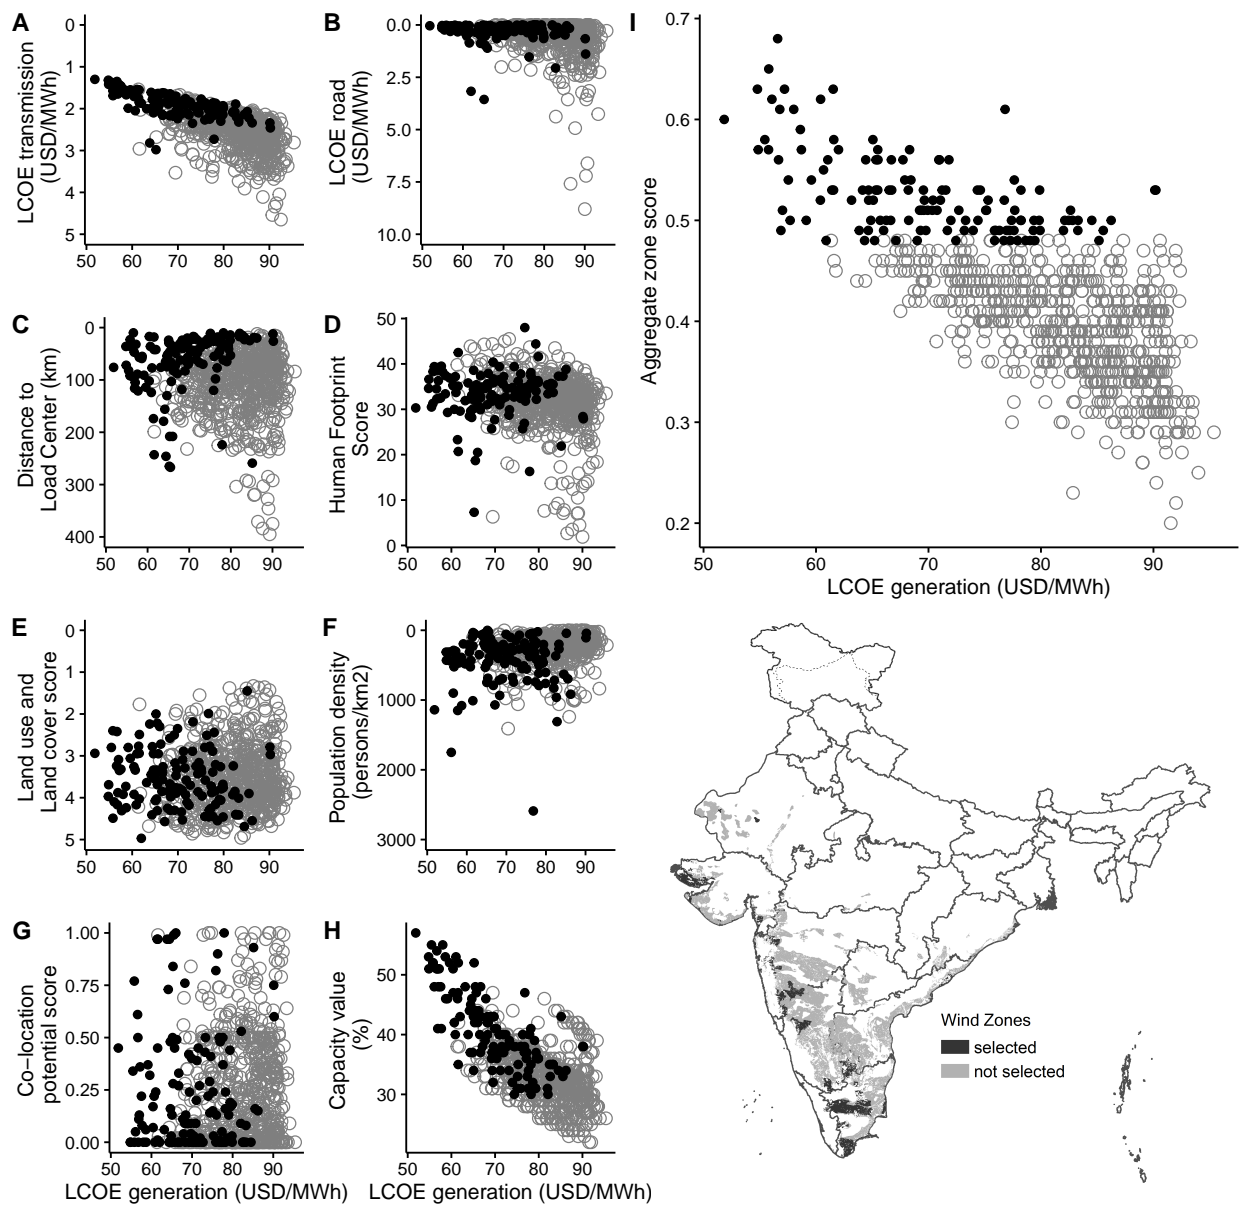 A
LCOE transmission
(USD/MWh)
0
1
2
3
4
5
50 60 70 80 90
B
LCOE road
(USD/MWh)
0.0
2.5
5.0
7.5
10.0
50 60 70 80 90
C
Distance to
Load Center (km)
0
100
200
300
400
50 60 70 80 90
D
Human Footprint
Score
50
40
30
20
10
0
50 60 70 80 90
E
Land use and
Land cover score
0
1
2
3
4
5
50 60 70 80 90
F
Population density
(persons/km2)
0
1000
2000
3000
50 60 70 80 90
G
Co−location
potential score
1.00
0.75
0.50
0.25
0.00
50 60 70 80 90
LCOE generation (USD/MWh)
H
Capacity value
(%)
50
40
30
50 60 70 80 90
LCOE generation (USD/MWh)
I
Aggregate zone score
0.7
0.6
0.5
0.4
0.3
0.2
50 60 70 80 90
LCOE generation (USD/MWh)
Wind Zones
selected
not selected